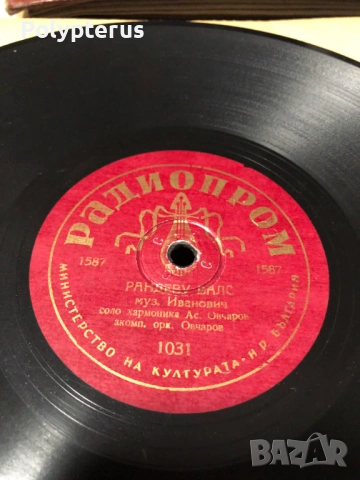 Polypterus
РАДИОПРОМ
1587 1587
РАНДЕВУ ВАЛС
муз. Иванович
соло хармоника Ас. Овчаров
акомп. орк. Овчаров
1031
МИНИСТЕРСТВО НА КУЛТУРАТА - Н.Р. БЪЛГАРИЯ
BAZAR